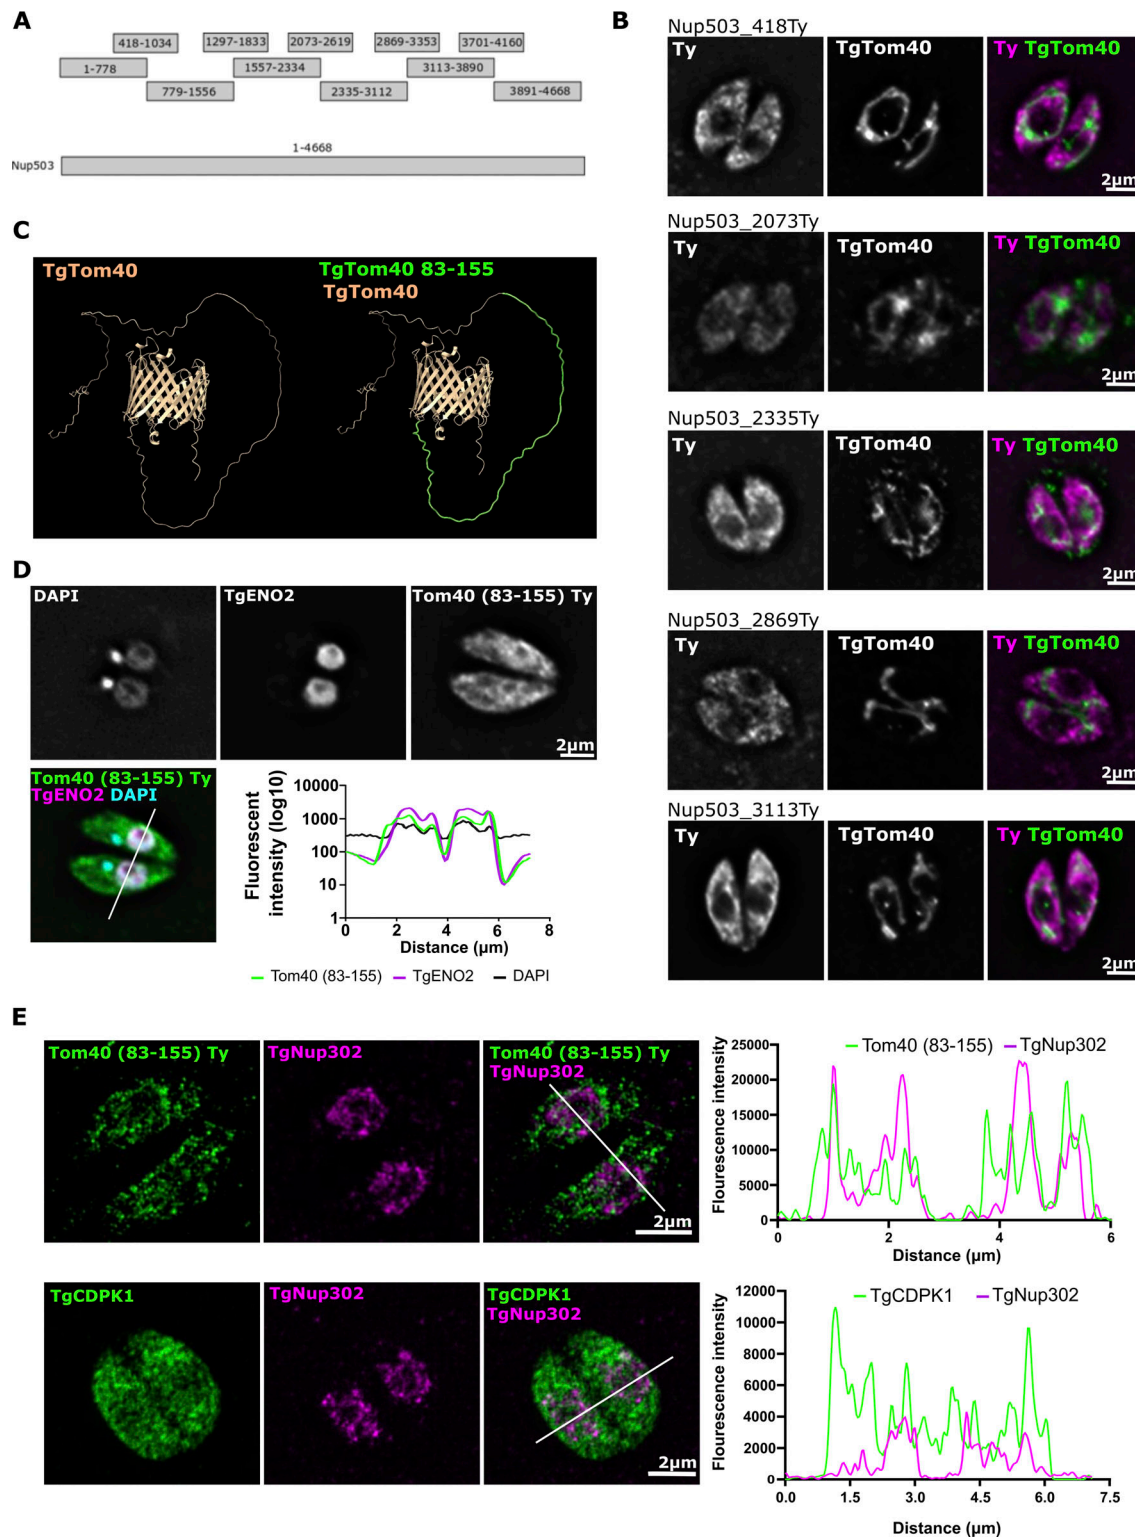 A
418-1034 1297-1833 2073-2619 2869-3353 3701-4160
1-778 1557-2334 3113-3890
779-1556 2335-3112 3891-4668
1-4668
Nup503
B
Nup503_418Ty
Ty TgTom40 Ty TgTom40
2µm
Nup503_2073Ty
Ty TgTom40 Ty TgTom40
2µm
Nup503_2335Ty
Ty TgTom40 Ty TgTom40
2µm
Nup503_2869Ty
Ty TgTom40 Ty TgTom40
2µm
Nup503_3113Ty
Ty TgTom40 Ty TgTom40
2µm
C
TgTom40 TgTom40 83-155
TgTom40
D
DAPI TgENO2 Tom40 (83-155) Ty
2µm
Tom40 (83-155) Ty
TgENO2 DAPI
Fluorescent
intensity (log10)
10000
1000
100
10
1
0 2 4 6 8
Distance (µm)
Tom40 (83-155) TgENO2 DAPI
E
Tom40 (83-155) Ty TgNup302 Tom40 (83-155) Ty
TgNup302
2µm
Flourescence intensity
25000 Tom40 (83-155) TgNup302
20000
15000
10000
5000
0
0 2 4 6
Distance (µm)
TgCDPK1 TgNup302 TgCDPK1
TgNup302
2µm
Flourescence intensity
12000 TgCDPK1 TgNup302
10000
8000
6000
4000
2000
0
0.0 1.5 3.0 4.5 6.0 7.5
Distance (µm)